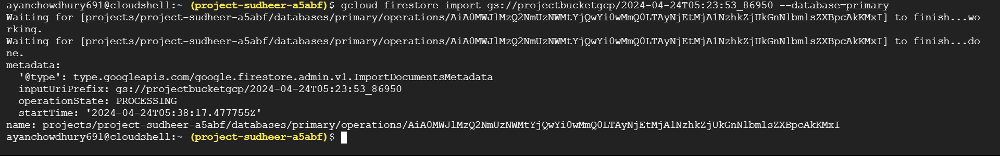 ayanchowdhury691@cloudshell:~ (project-sudheer-a5abf)$ gcloud firestore import gs://projectbucketgcp/2024-04-24T05:23:53_86950 --database=primary
Waiting for [projects/project-sudheer-a5abf/databases/primary/operations/AiA0MWJlMzQ2NmUzNWMtYjQwYi0wMmQ0LTAyNjEtMjA1NzhkZjUkGnNlbmlsZXBpcAkKMxI] to finish...wo
rking.
Waiting for [projects/project-sudheer-a5abf/databases/primary/operations/AiA0MWJlMzQ2NmUzNWMtYjQwYi0wMmQ0LTAyNjEtMjA1NzhkZjUkGnNlbmlsZXBpcAkKMxI] to finish...do
ne.
metadata:
  '@type': type.googleapis.com/google.firestore.admin.v1.ImportDocumentsMetadata
  inputUriPrefix: gs://projectbucketgcp/2024-04-24T05:23:53_86950
  operationState: PROCESSING
  startTime: '2024-04-24T05:38:17.477755Z'
name: projects/project-sudheer-a5abf/databases/primary/operations/AiA0MWJlMzQ2NmUzNWMtYjQwYi0wMmQ0LTAyNjEtMjA1NzhkZjUkGnNlbmlsZXBpcAkKMxI
ayanchowdhury691@cloudshell:~ (project-sudheer-a5abf)$